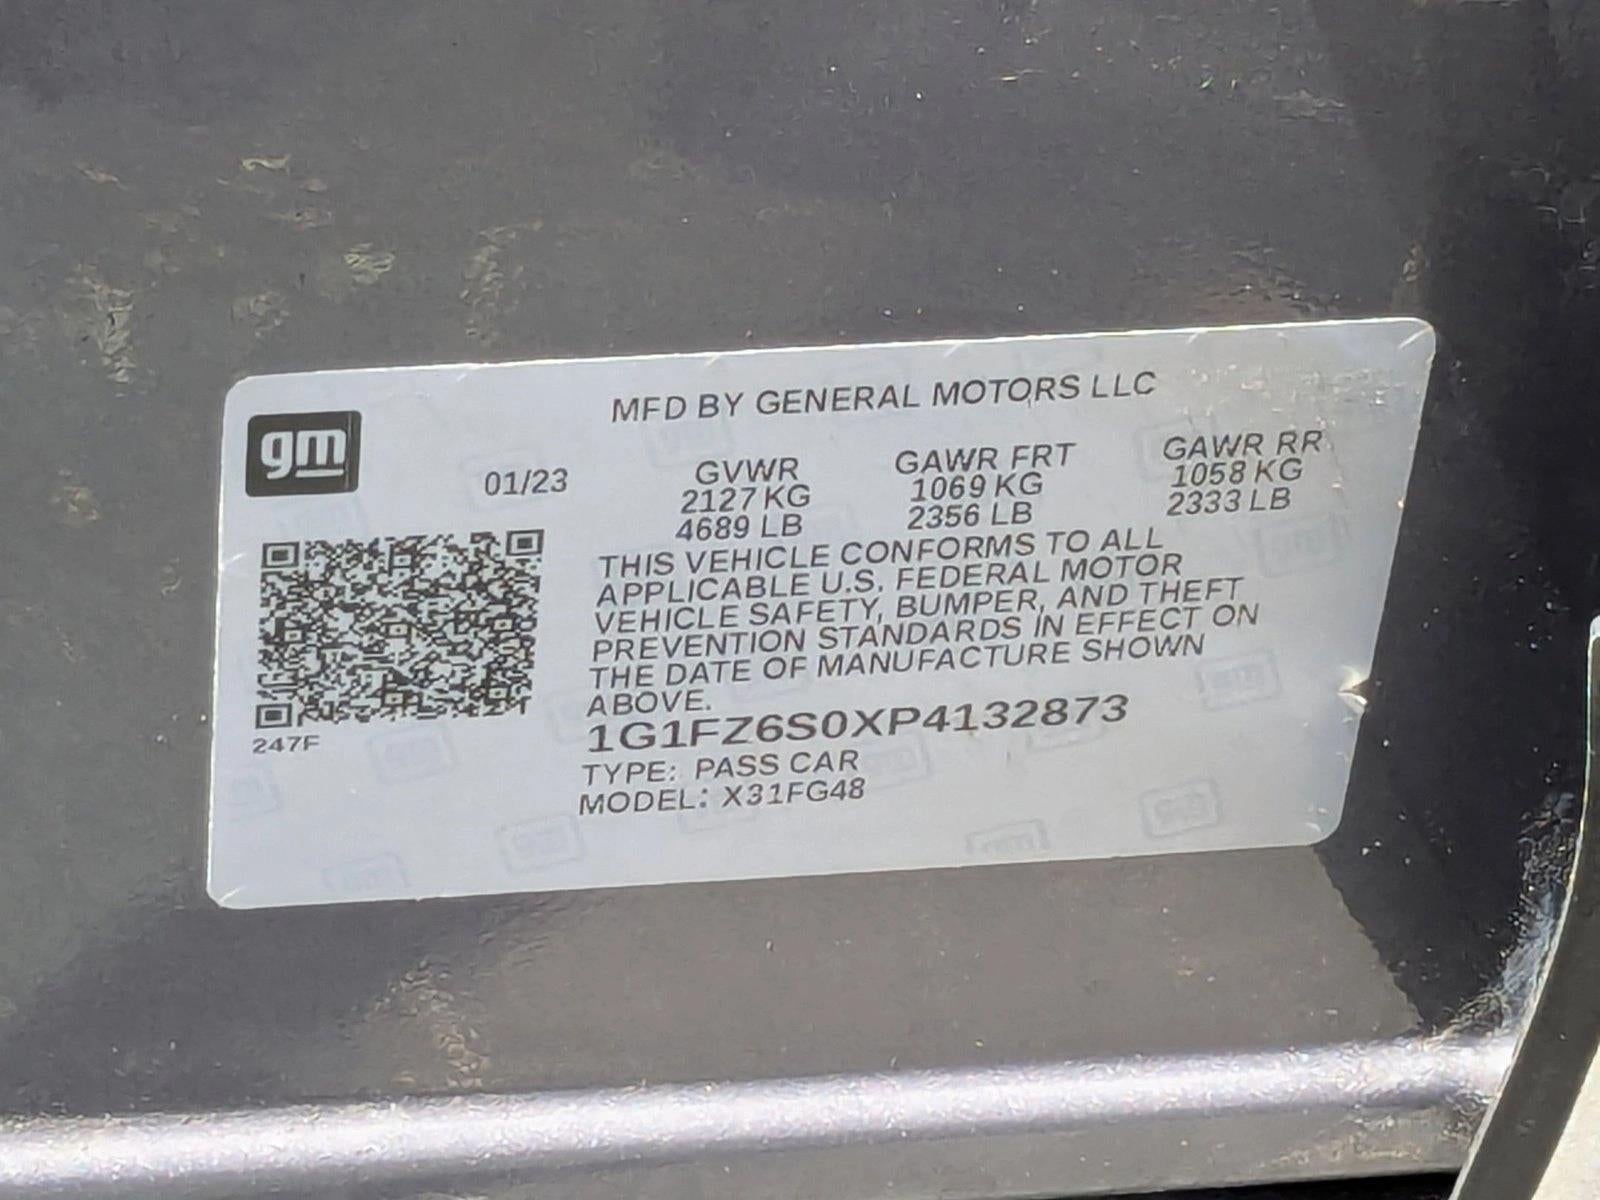 MFD BY GENERAL MOTORS LLC
gm
01/23
GVWR
2127 KG
4689 LB
GAWR FRT
1069 KG
2356 LB
GAWR RR
1058 KG
2333 LB
THIS VEHICLE CONFORMS TO ALL
APPLICABLE U.S. FEDERAL MOTOR
VEHICLE SAFETY, BUMPER, AND THEFT
PREVENTION STANDARDS IN EFFECT ON
THE DATE OF MANUFACTURE SHOWN
ABOVE.
1G1FZ6S0XP4132873
TYPE: PASS CAR
MODEL: X31FG48
247F